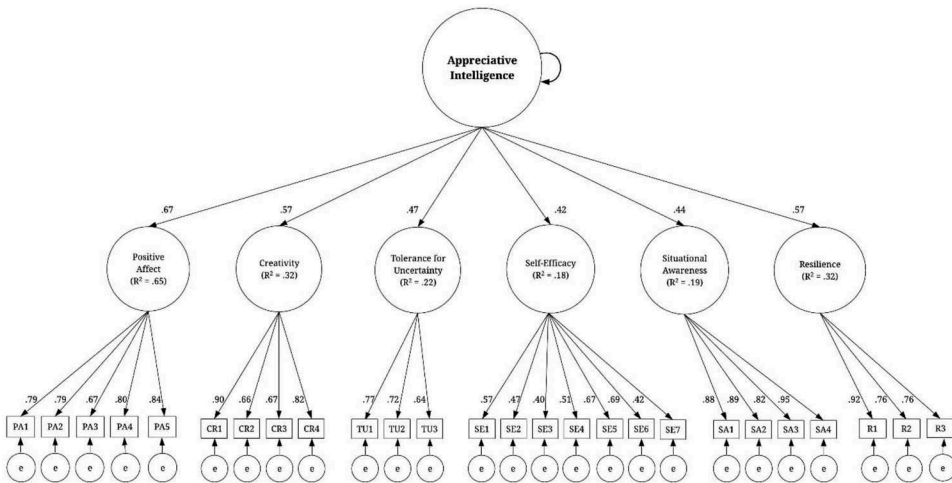 Appreciative
Intelligence
.67 .57 .47 .42 .44 .57
Positive
Affect
(R² = .65)
Creativity
(R² = .32)
Tolerance for
Uncertainty
(R² = .22)
Self-Efficacy
(R² = .18)
Situational
Awareness
(R² = .19)
Resilience
(R² = .32)
.79 .79 .67 .80 .84 .90 .66 .67 .82 .77 .72 .64 .57 .47 .40 .51 .67 .69 .42 .88 .89 .82 .95 .92 .76 .76
PA1 PA2 PA3 PA4 PA5 CR1 CR2 CR3 CR4 TU1 TU2 TU3 SE1 SE2 SE3 SE4 SE5 SE6 SE7 SA1 SA2 SA3 SA4 R1 R2 R3
e e e e e e e e e e e e e e e e e e e e e e e e e e